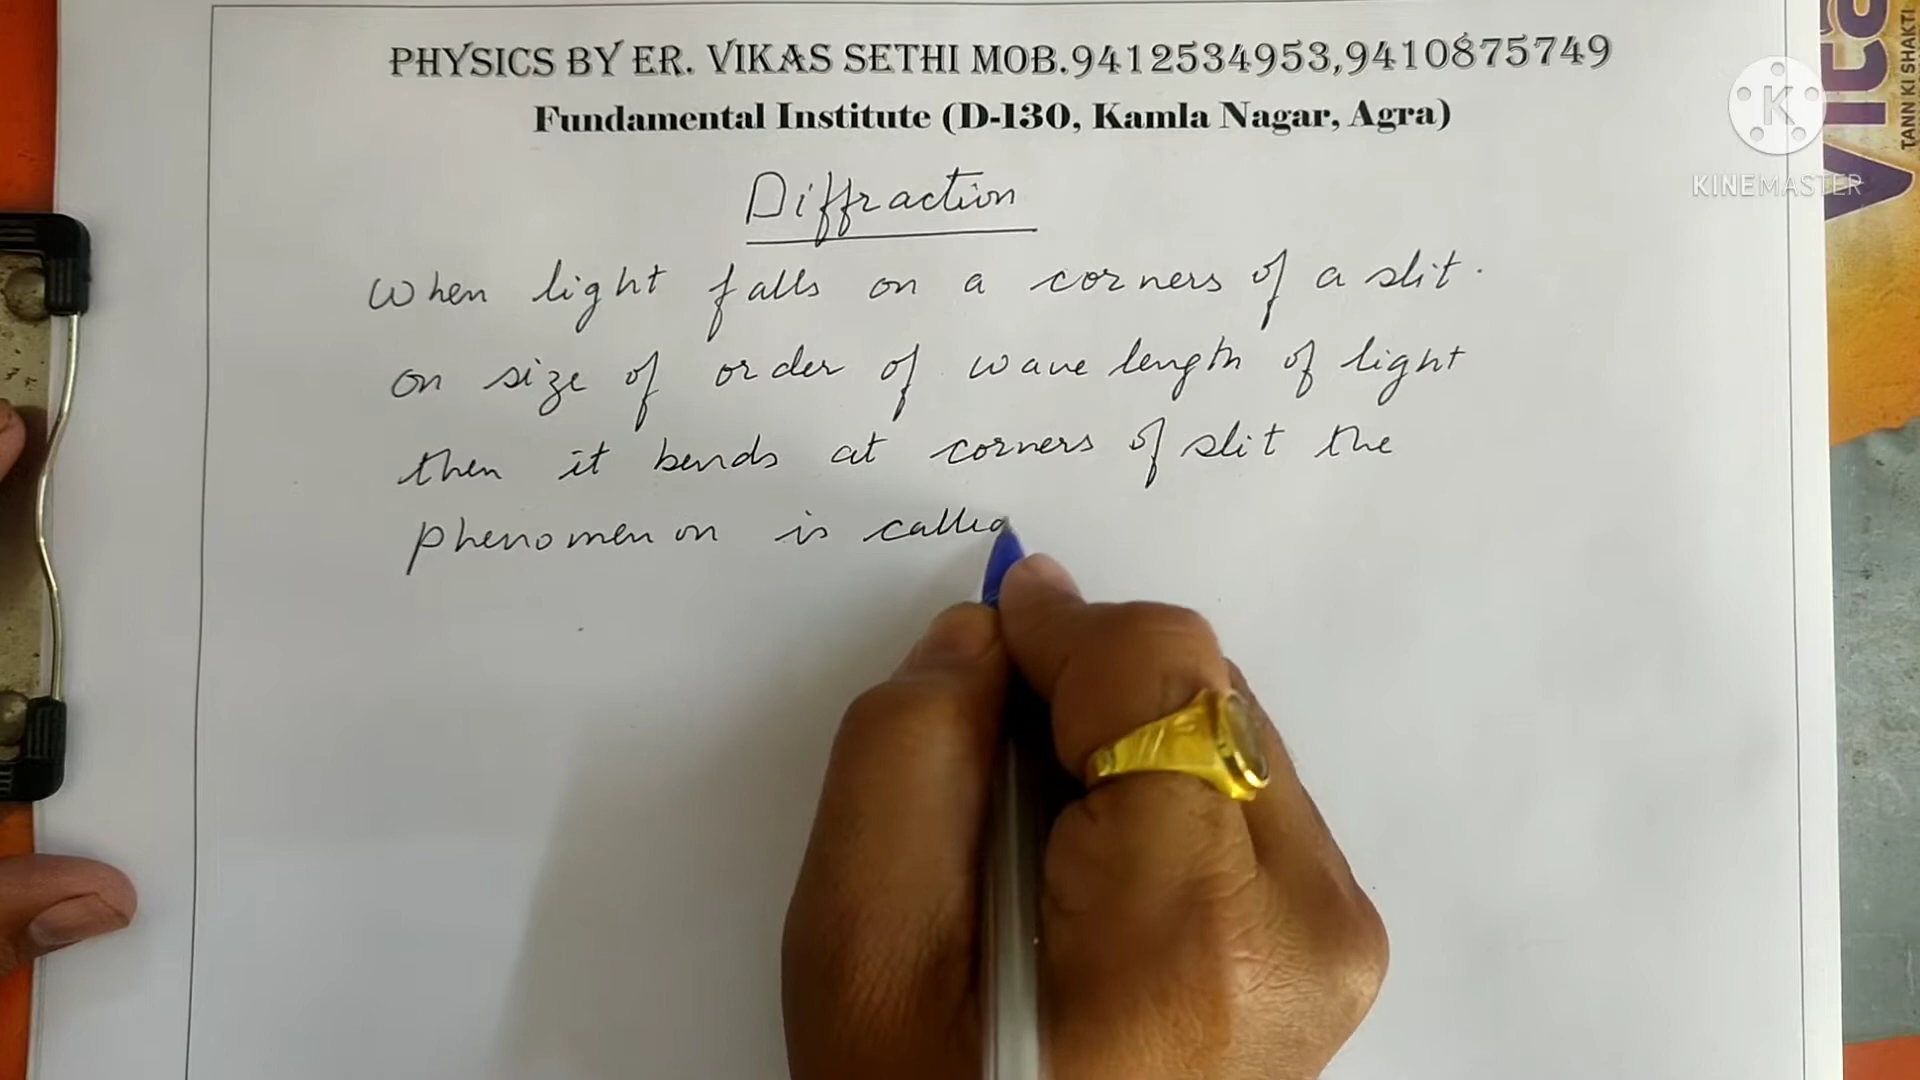 PHYSICS BY ER. VIKAS SETHI MOB.9412534953,9410875749
Fundamental Institute (D-130, Kamla Nagar, Agra)
Diffraction
When light falls on a corners of a slit.
on size of order of wave length of light
then it bends at corners of slit the
phenomenon is called
K
KINEMASTER
TANN KI SHAKTI